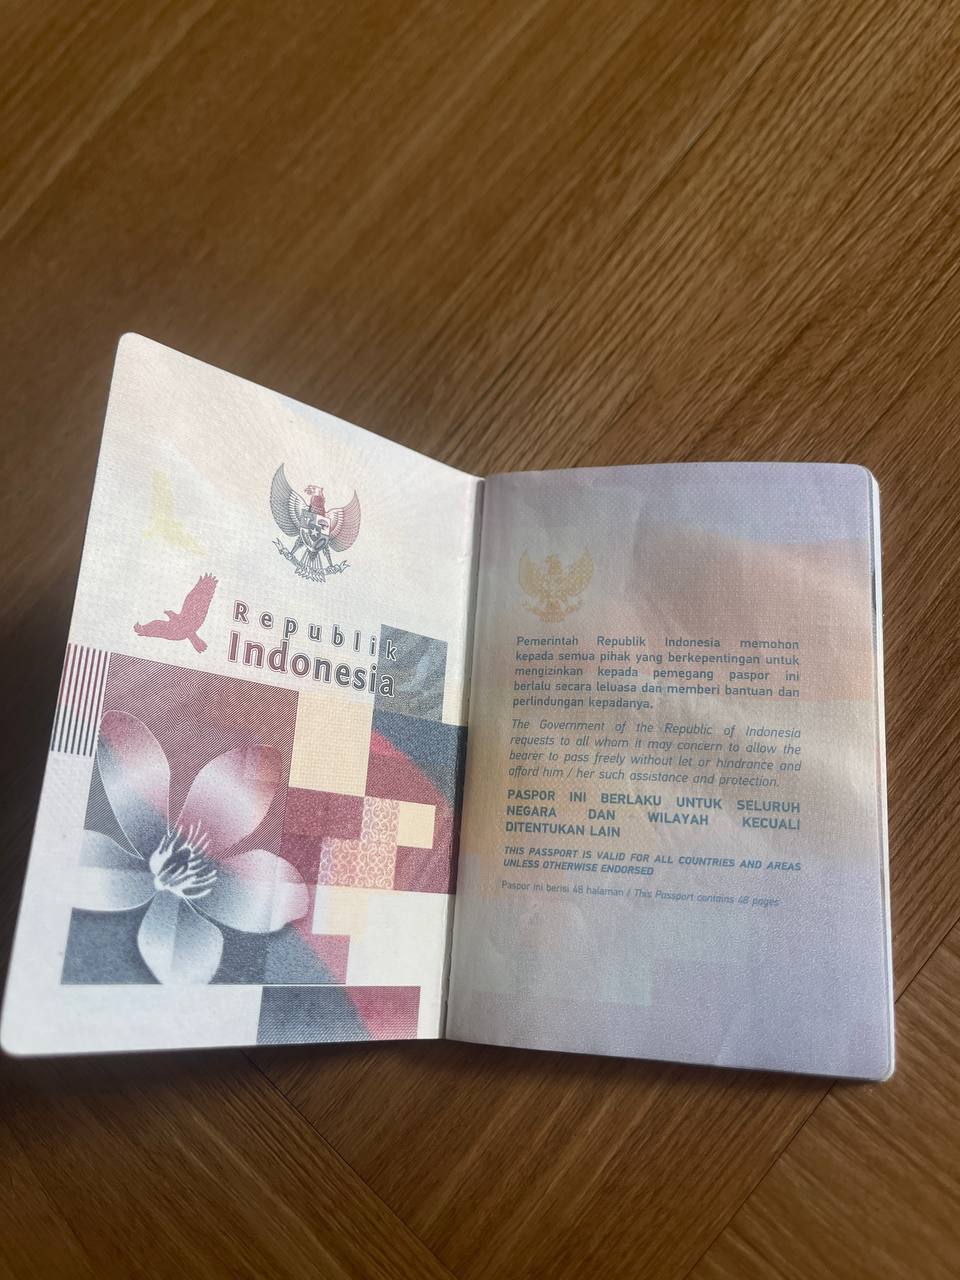 Republik
Indonesia
Pemerintah Republik Indonesia memohon
kepada semua pihak yang berkepentingan untuk
mengizinkan kepada pemegang paspor ini
berlalu secara leluasa dan memberi bantuan dan
perlindungan kepadanya.
The Government of the Republic of Indonesia
requests to all whom it may concern to allow the
bearer to pass freely without let or hindrance and
afford him / her such assistance and protection.
PASPOR INI BERLAKU UNTUK SELURUH
NEGARA DAN WILAYAH KECUALI
DITENTUKAN LAIN
THIS PASSPORT IS VALID FOR ALL COUNTRIES AND AREAS
UNLESS OTHERWISE ENDORSED
Paspor ini berisi 48 halaman / This Passport contains 48 pages